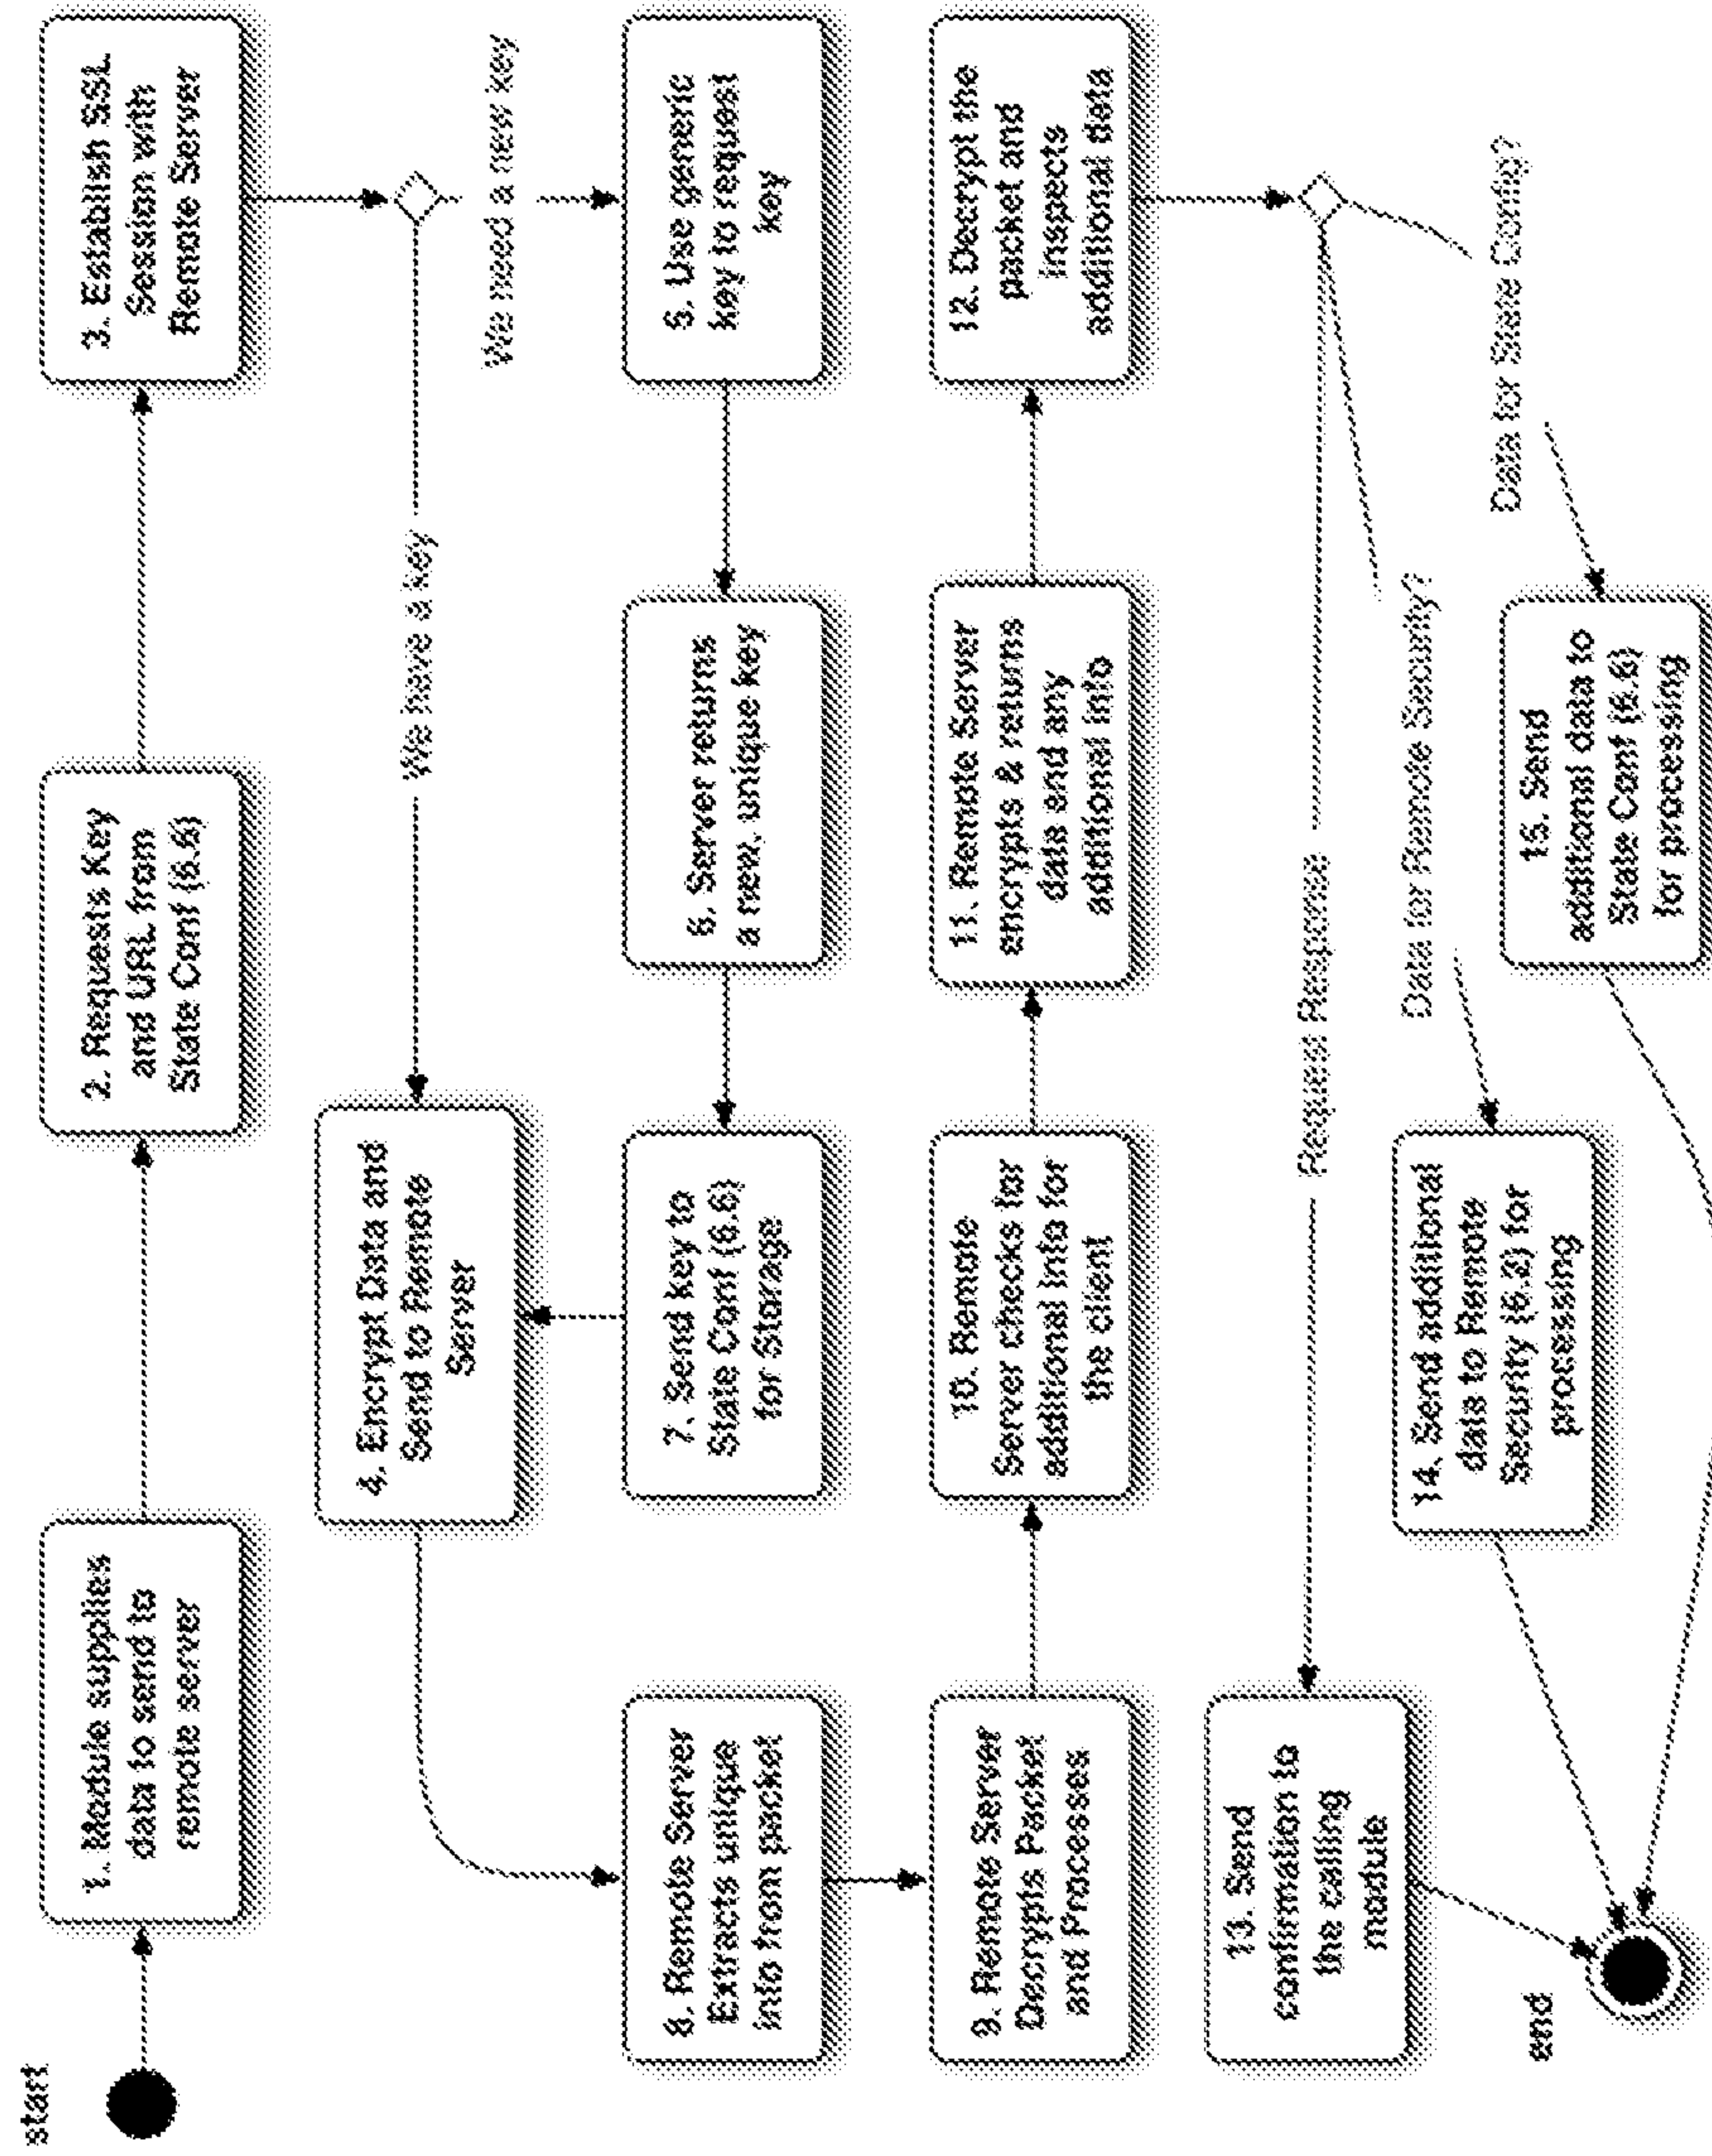 start
1. Module supplies
data to send to
remote server
2. Requests Key
and URL from
State Conf (6.6)
3. Establish SSL
Session with
Remote Server
We have a key
We need a new key
4. Encrypt Data and
Send to Remote
Server
5. Use generic
key to request
key
6. Server returns
a new, unique key
7. Send key to
State Conf (6.6)
for Storage
8. Remote Server
Extracts unique
info from packet
9. Remote Server
Decrypts Packet
and Processes
10. Remote
Server checks for
additional info for
the client
11. Remote Server
encrypts & returns
data and any
additional info
12. Decrypt the
packet and
inspects
additional data
Request Response
Data for Remote Security?
Data for State Config?
13. Send
confirmation to
the calling
module
14. Send additional
data to Remote
Security (6.2) for
processing
15. Send
additional data to
State Conf (6.6)
for processing
end